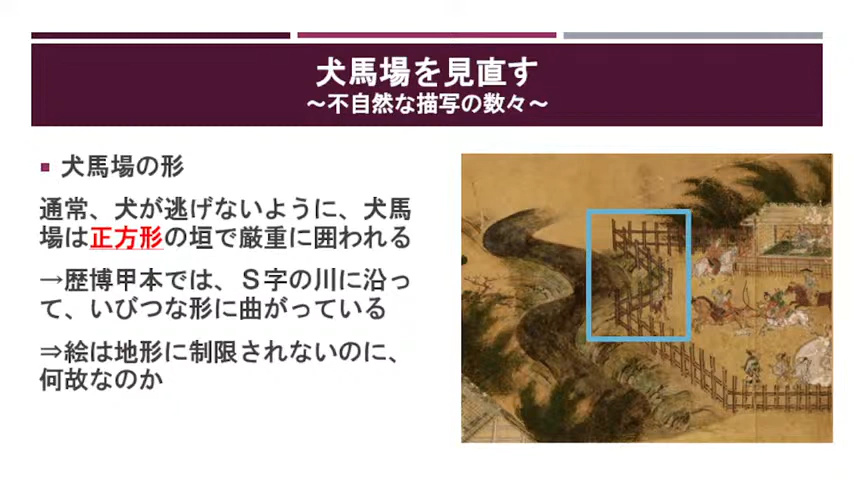 犬馬場を見直す
～不自然な描写の数々～
犬馬場の形
通常、犬が逃げないように、犬馬
場は正方形の垣で厳重に囲われる
→歴博甲本では、Ｓ字の川に沿っ
て、いびつな形に曲がっている
⇒絵は地形に制限されないのに、
何故なのか